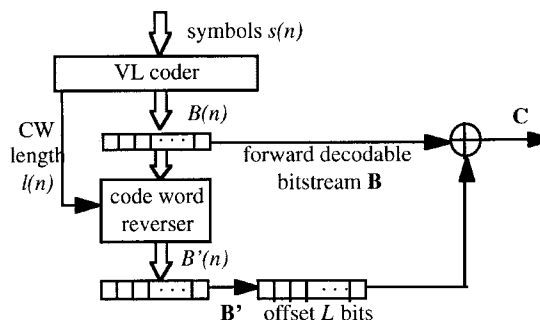 symbols s(n)
VL coder
B(n)
CW
length
l(n)
C
forward decodable
bitstream B
code word
reverser
B'(n)
B' offset L bits